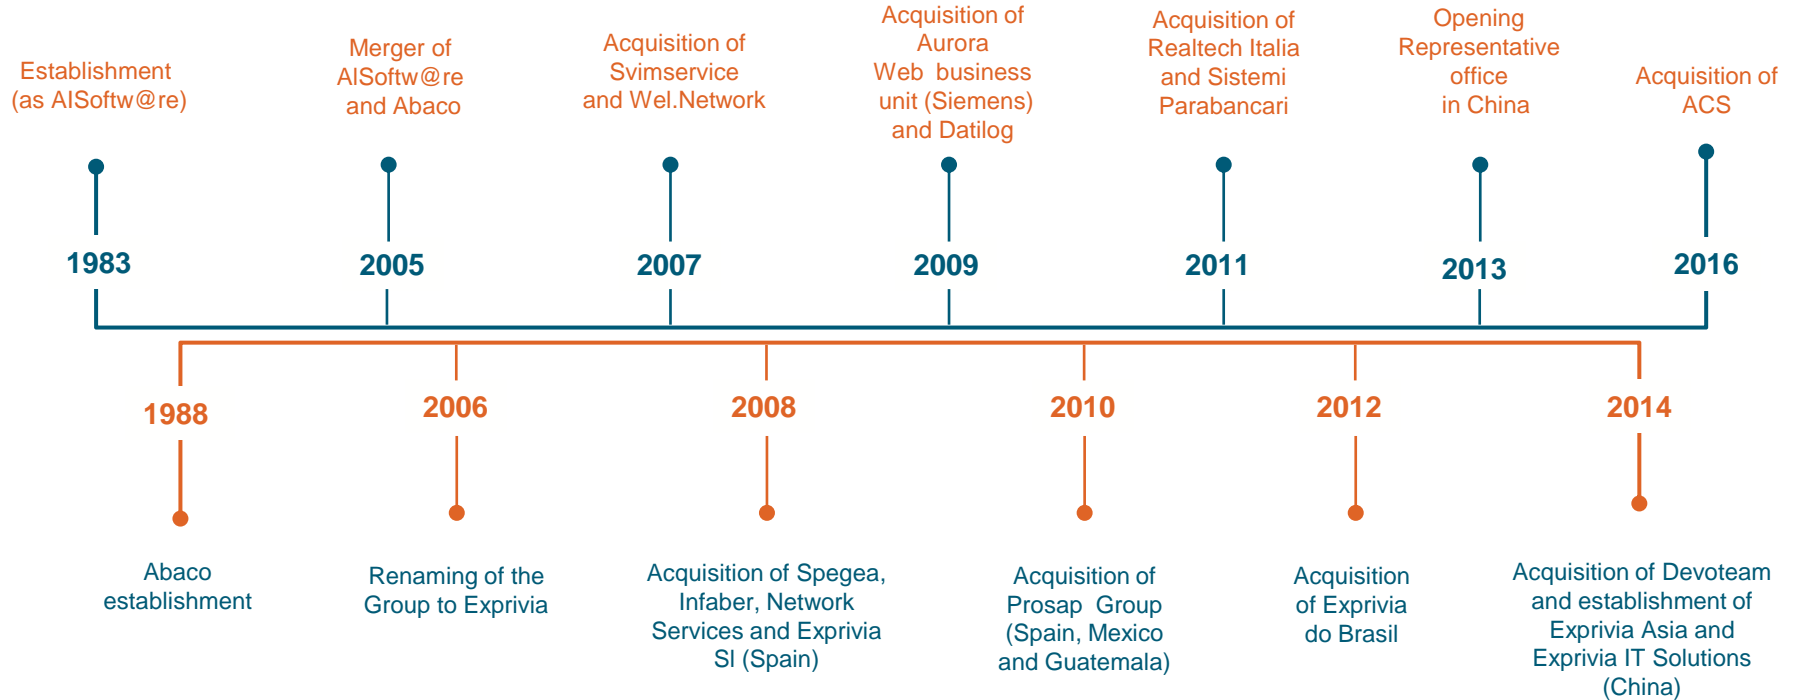 Establishment
(as AISoftw@re)
Merger of
AISoftw@re
and Abaco
Acquisition of
Svimservice
and Wel.Network
Acquisition of
Aurora
Web business
unit (Siemens)
and Datilog
Acquisition of
Realtech Italia
and Sistemi
Parabancari
Opening
Representative
office
in China
Acquisition of
ACS
1983
2005
2007
2009
2011
2013
2016
1988
2006
2008
2010
2012
2014
Abaco
establishment
Renaming of the
Group to Exprivia
Acquisition of Spegea,
Infaber, Network
Services and Exprivia
Sl (Spain)
Acquisition of
Prosap Group
(Spain, Mexico
and Guatemala)
Acquisition
of Exprivia
do Brasil
Acquisition of Devoteam
and establishment of
Exprivia Asia and
Exprivia IT Solutions
(China)